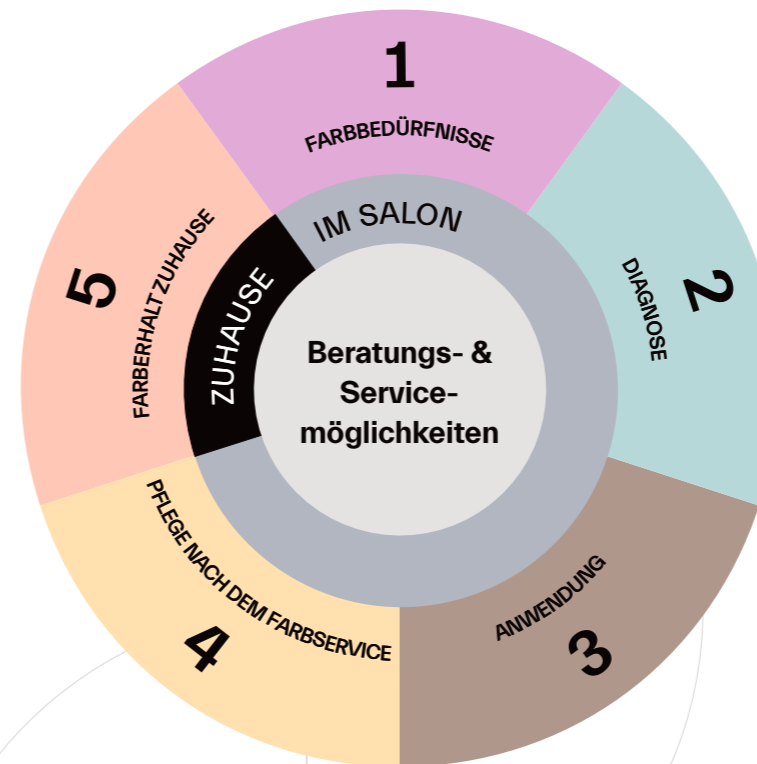 1
FARBBEDÜRFNISSE
2
DIAGNOSE
3
ANWENDUNG
4
PFLEGE NACH DEM FARBSERVICE
5
FARBERHALT ZUHAUSE
IM SALON
ZUHAUSE
Beratungs- &
Service-
möglichkeiten